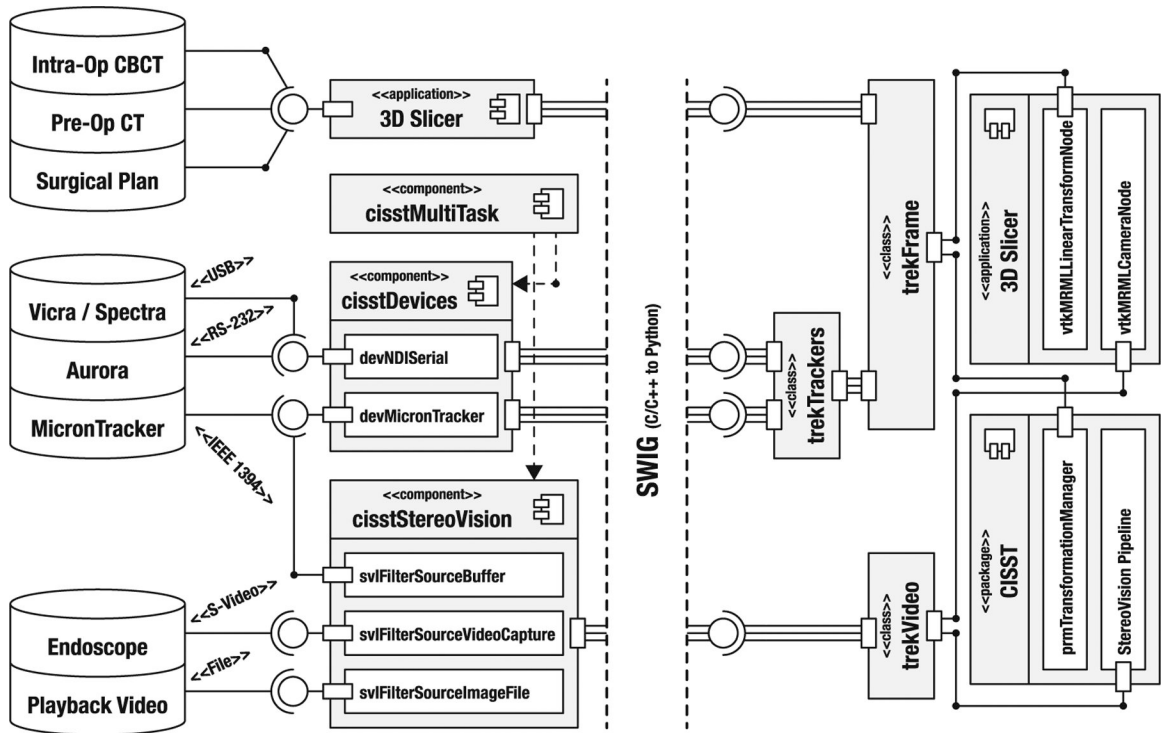 Intra-Op CBCT
Pre-Op CT
Surgical Plan
<<application>>
3D Slicer
<<component>>
cisstMultiTask
Vicra / Spectra
Aurora
MicronTracker
<<USB>>
<<RS-232>>
<<IEEE 1394>>
<<component>>
cisstDevices
devNDISerial
devMicronTracker
<<component>>
cisstStereoVision
svlFilterSourceBuffer
svlFilterSourceVideoCapture
svlFilterSourceImageFile
Endoscope
Playback Video
<<S-Video>>
<<File>>
SWIG (C/C++ to Python)
<<class>>
trekTrackers
<<class>>
trekFrame
<<class>>
trekVideo
<<application>>
3D Slicer
vtkMRMLLinearTransformNode
vtkMRMLCameraNode
<<package>>
CISST
prmTransformationManager
StereoVision Pipeline